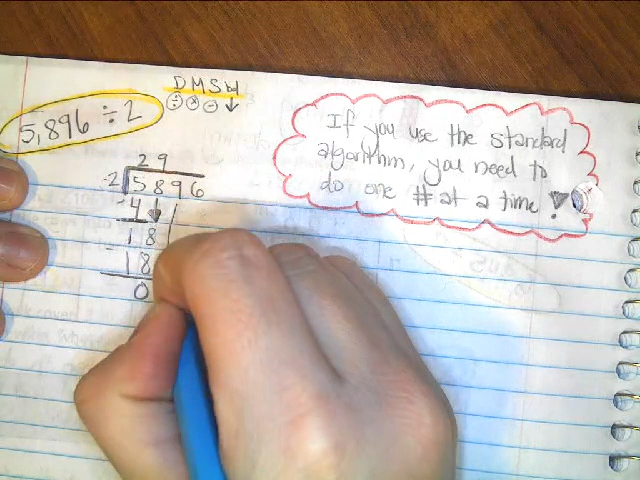 DMSbd
÷ × - ↓
5,896 ÷ 2
If you use the standard
algorithm, you need to
do one # at a time!
29
2 5896
-4
18
18
0